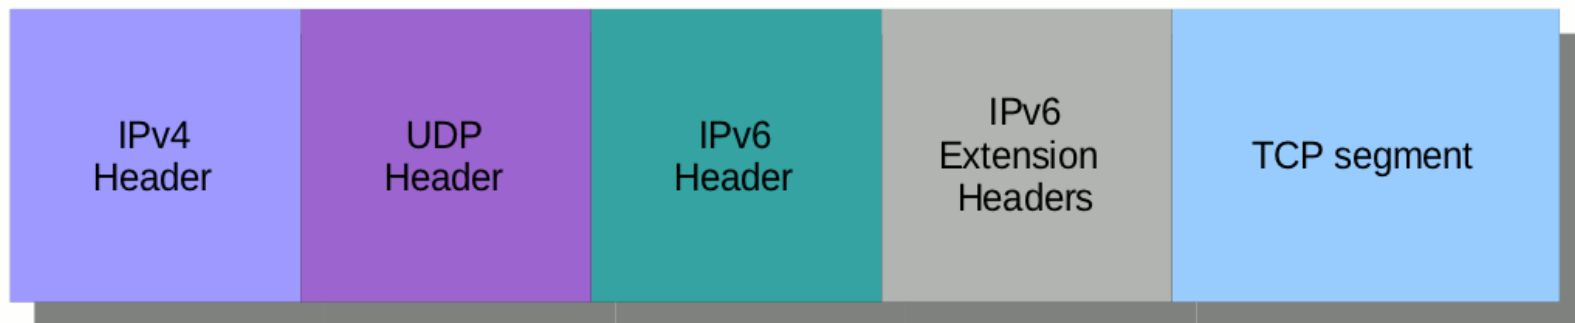 IPv4
Header
UDP
Header
IPv6
Header
IPv6
Extension
Headers
TCP segment